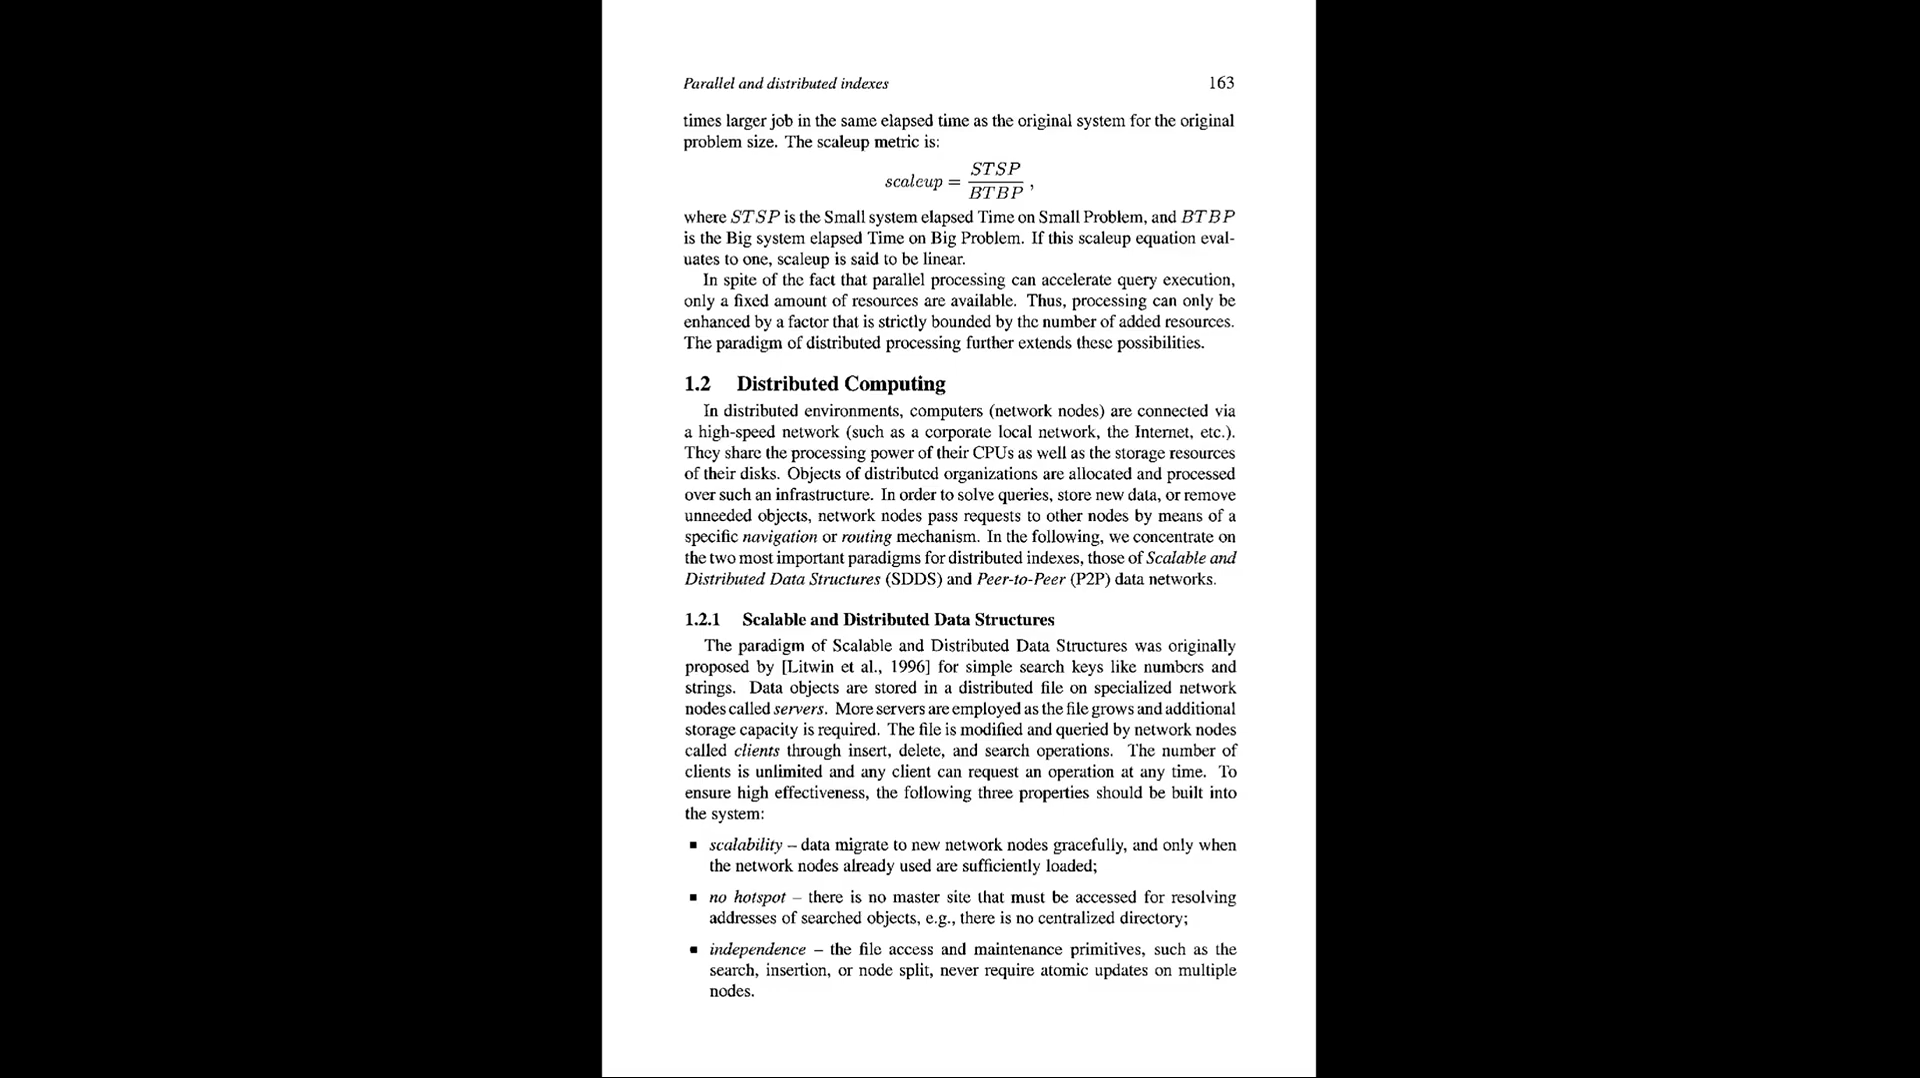 Parallel and distributed indexes 163
times larger job in the same elapsed time as the original system for the original
problem size. The scaleup metric is:
scaleup = STSP / BTBP ,
where STSP is the Small system elapsed Time on Small Problem, and BTBP
is the Big system elapsed Time on Big Problem. If this scaleup equation eval-
uates to one, scaleup is said to be linear.
In spite of the fact that parallel processing can accelerate query execution,
only a fixed amount of resources are available. Thus, processing can only be
enhanced by a factor that is strictly bounded by the number of added resources.
The paradigm of distributed processing further extends these possibilities.
1.2 Distributed Computing
In distributed environments, computers (network nodes) are connected via
a high-speed network (such as a corporate local network, the Internet, etc.).
They share the processing power of their CPUs as well as the storage resources
of their disks. Objects of distributed organizations are allocated and processed
over such an infrastructure. In order to solve queries, store new data, or remove
unneeded objects, network nodes pass requests to other nodes by means of a
specific navigation or routing mechanism. In the following, we concentrate on
the two most important paradigms for distributed indexes, those of Scalable and
Distributed Data Structures (SDDS) and Peer-to-Peer (P2P) data networks.
1.2.1 Scalable and Distributed Data Structures
The paradigm of Scalable and Distributed Data Structures was originally
proposed by [Litwin et al., 1996] for simple search keys like numbers and
strings. Data objects are stored in a distributed file on specialized network
nodes called servers. More servers are employed as the file grows and additional
storage capacity is required. The file is modified and queried by network nodes
called clients through insert, delete, and search operations. The number of
clients is unlimited and any client can request an operation at any time. To
ensure high effectiveness, the following three properties should be built into
the system:
■ scalability – data migrate to new network nodes gracefully, and only when
the network nodes already used are sufficiently loaded;
■ no hotspot – there is no master site that must be accessed for resolving
addresses of searched objects, e.g., there is no centralized directory;
■ independence – the file access and maintenance primitives, such as the
search, insertion, or node split, never require atomic updates on multiple
nodes.